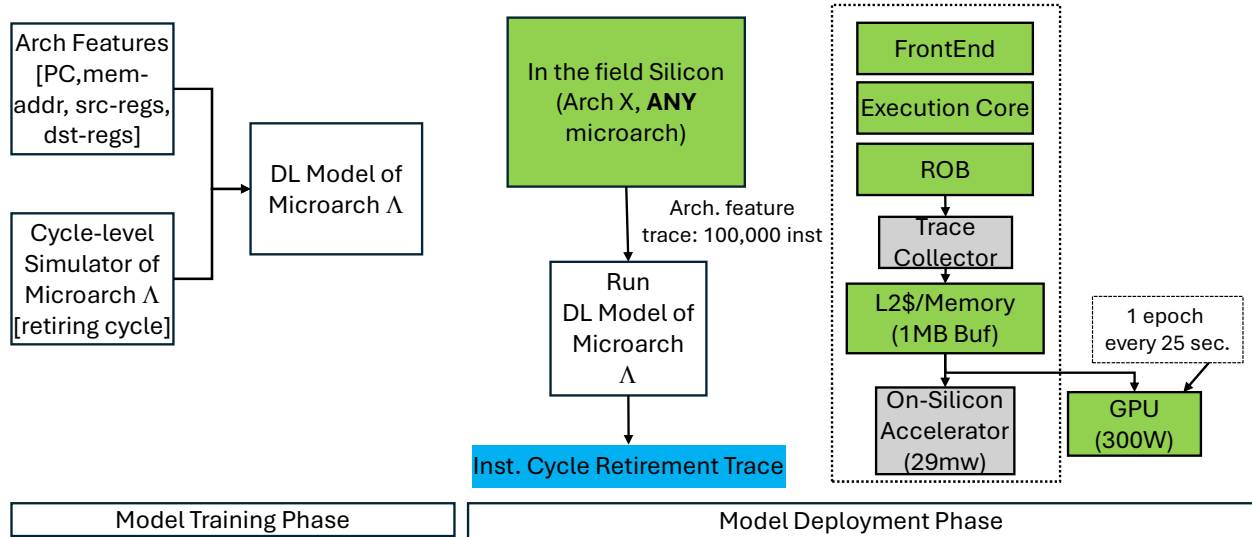 Arch Features
[PC,mem-
addr, src-regs,
dst-regs]
Cycle-level
Simulator of
Microarch Λ
[retiring cycle]
DL Model of
Microarch Λ
In the field Silicon
(Arch X, ANY
microarch)
Arch. feature
trace: 100,000 inst
Run
DL Model of
Microarch
Λ
Inst. Cycle Retirement Trace
FrontEnd
Execution Core
ROB
Trace
Collector
L2$/Memory
(1MB Buf)
On-Silicon
Accelerator
(29mw)
1 epoch
every 25 sec.
GPU
(300W)
Model Training Phase
Model Deployment Phase